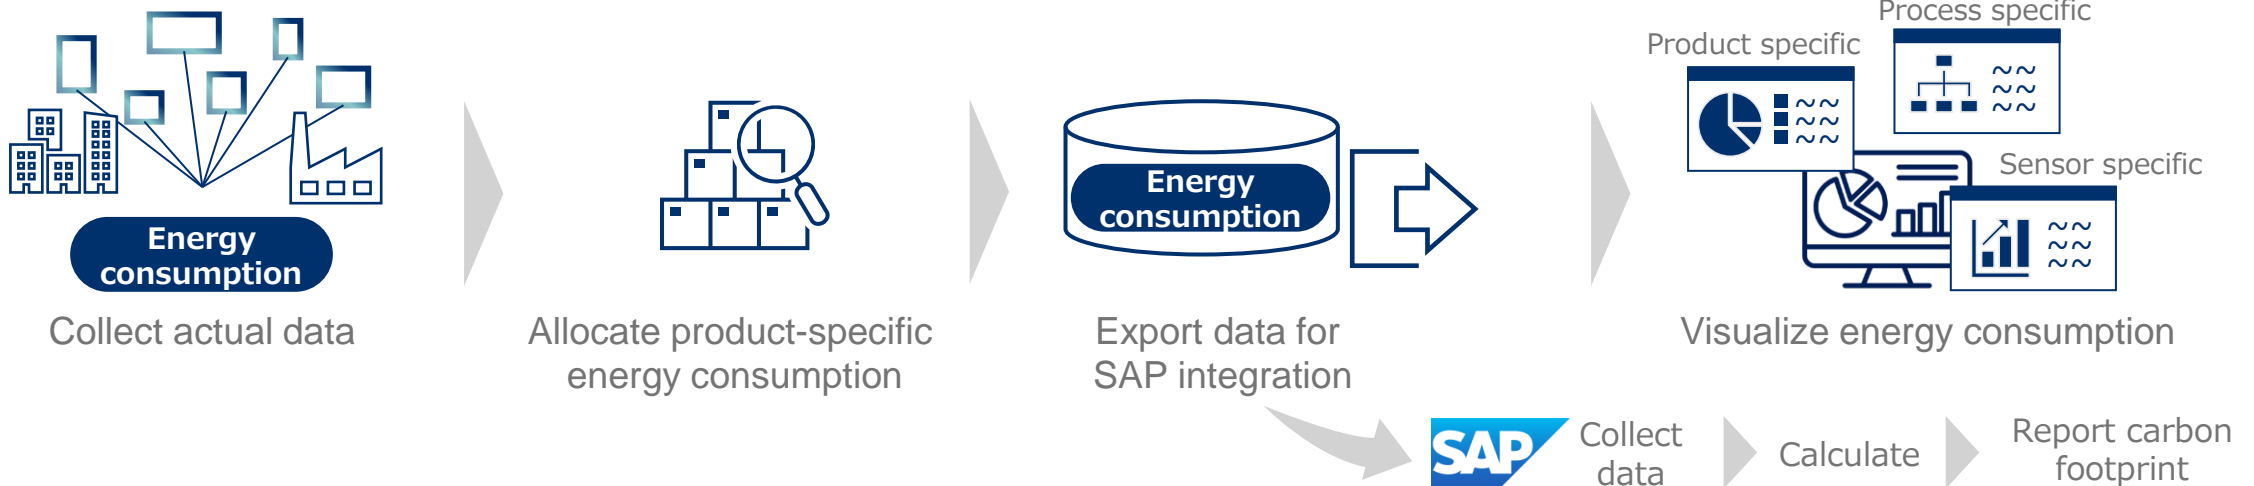 Energy
consumption
Collect actual data
Allocate product-specific
energy consumption
Energy
consumption
Export data for
SAP integration
Process specific
Product specific
Sensor specific
Visualize energy consumption
SAP
Collect
data
Calculate
Report carbon
footprint